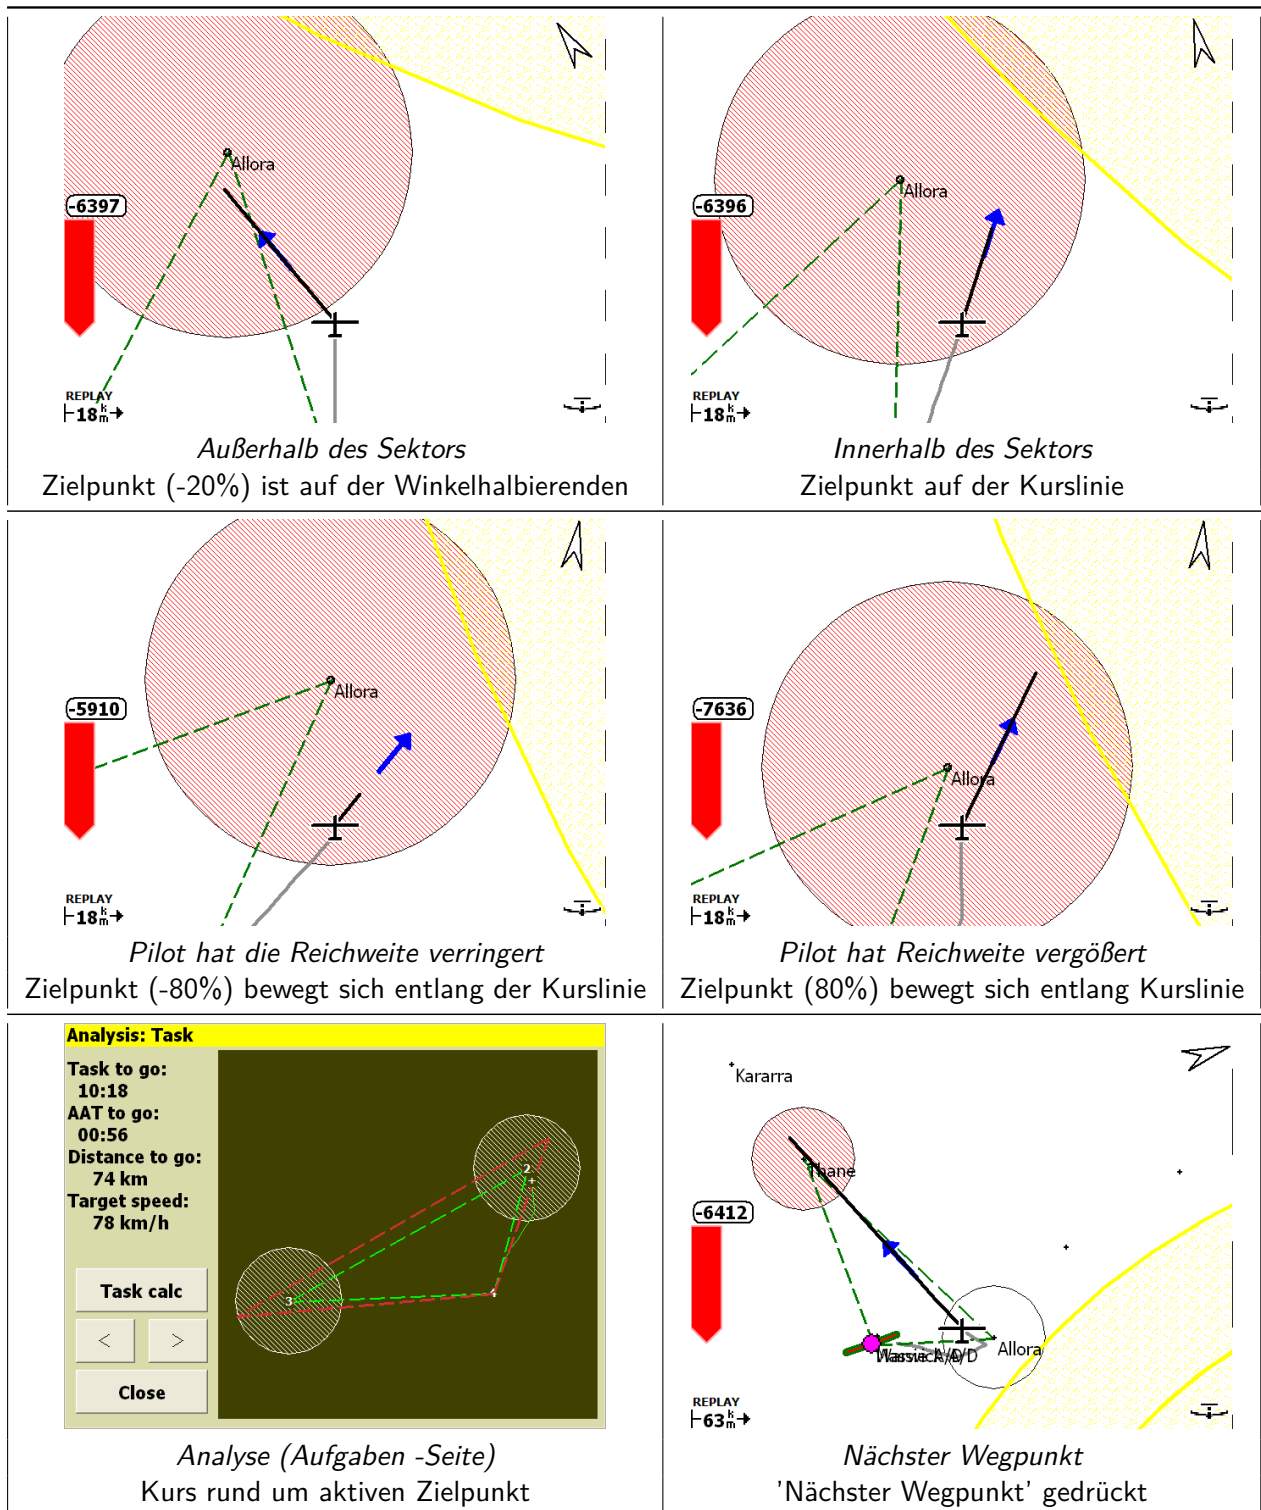 Allora
-6397
REPLAY
18 km
Außerhalb des Sektors
Zielpunkt (-20%) ist auf der Winkelhalbierenden
Allora
-6396
REPLAY
18 km
Innerhalb des Sektors
Zielpunkt auf der Kurslinie
Allora
-5910
REPLAY
18 km
Pilot hat die Reichweite verringert
Zielpunkt (-80%) bewegt sich entlang der Kurslinie
-7636
Allora
REPLAY
18 km
Pilot hat Reichweite vergößert
Zielpunkt (80%) bewegt sich entlang Kurslinie
Analysis: Task
Task to go:
10:18
AAT to go:
00:56
Distance to go:
74 km
Target speed:
78 km/h
Task calc
< >
Close
2
3
Analyse (Aufgaben -Seite)
Kurs rund um aktiven Zielpunkt
Kararra
Thane
-6412
Allora
REPLAY
63 km
Nächster Wegpunkt
'Nächster Wegpunkt' gedrückt